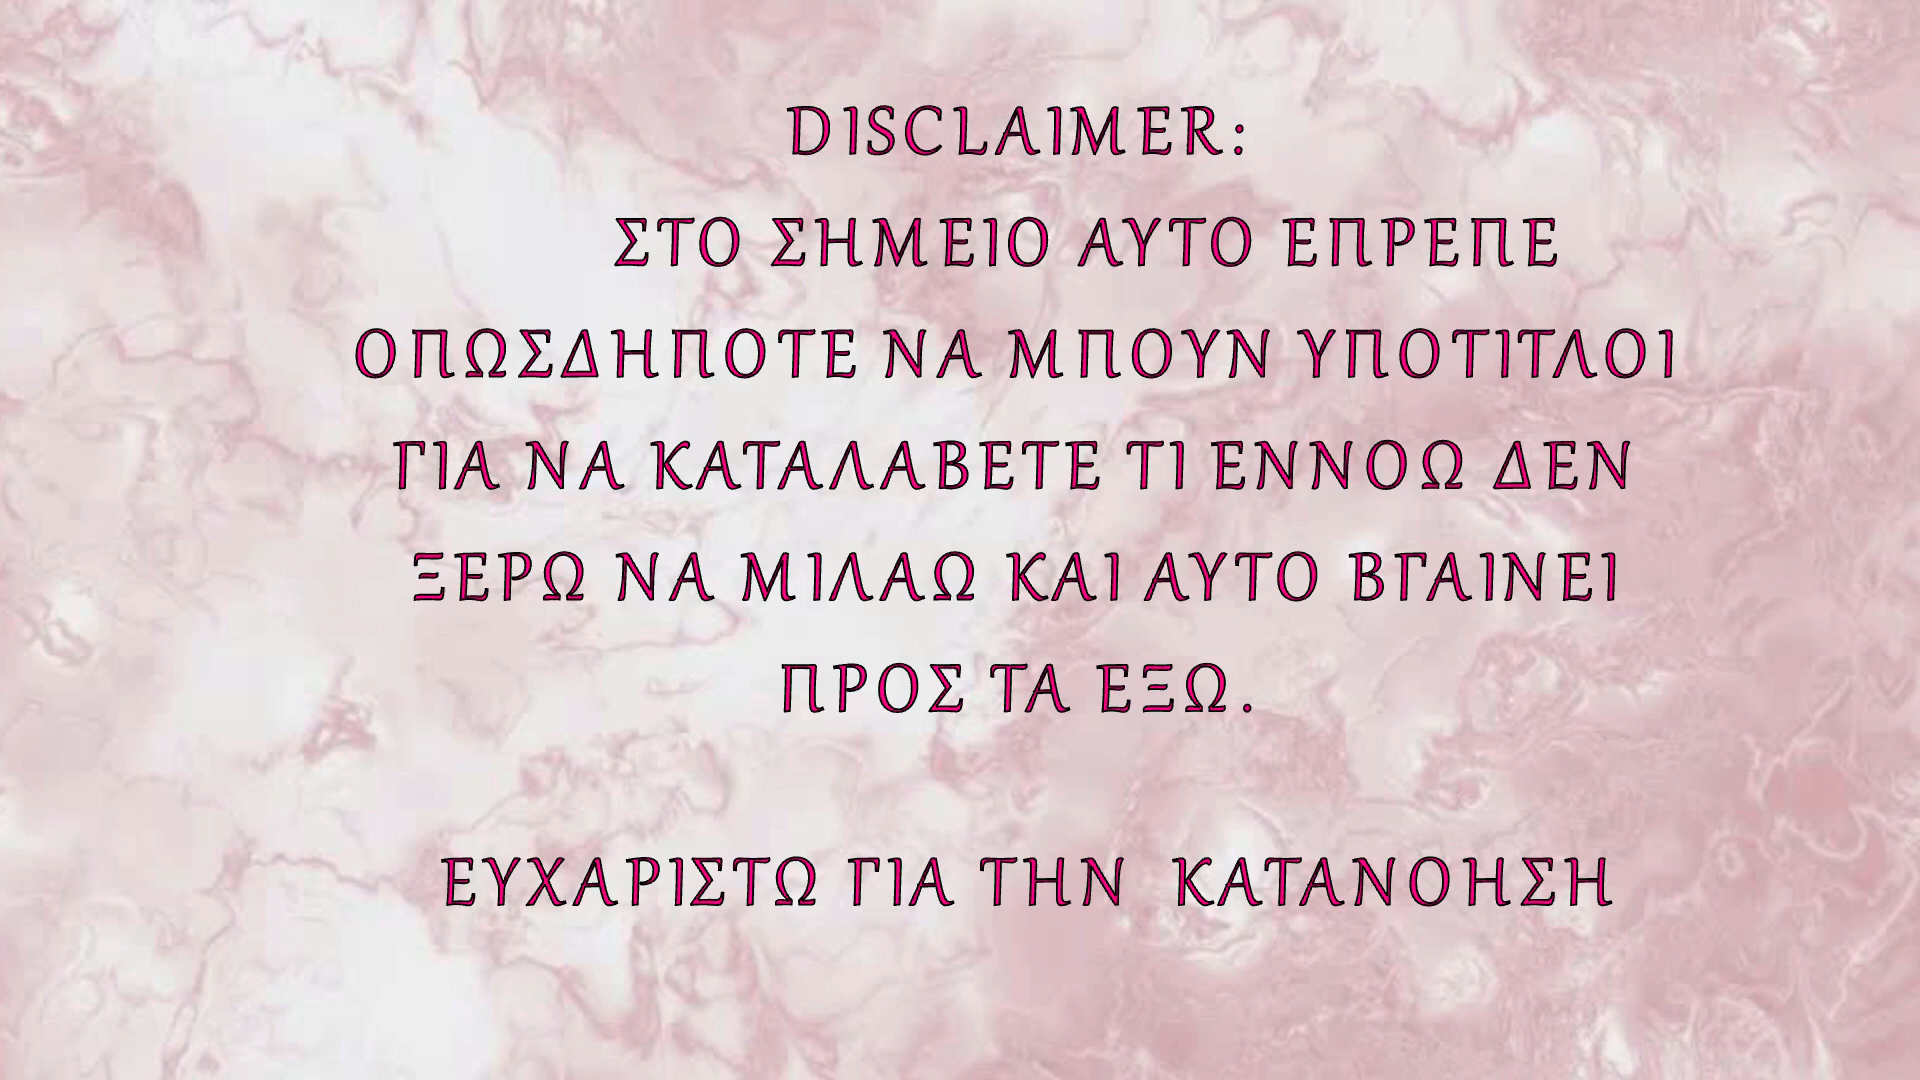 DISCLAIMER:
ΣΤΟ ΣΗΜΕΙΟ ΑΥΤΟ ΕΠΡΕΠΕ
ΟΠΩΣΔΗΠΟΤΕ ΝΑ ΜΠΟΥΝ ΥΠΟΤΙΤΛΟΙ
ΓΙΑ ΝΑ ΚΑΤΑΛΑΒΕΤΕ ΤΙ ΕΝΝΟΩ ΔΕΝ
ΞΕΡΩ ΝΑ ΜΙΛΑΩ ΚΑΙ ΑΥΤΟ ΒΓΑΙΝΕΙ
ΠΡΟΣ ΤΑ ΕΞΩ.
ΕΥΧΑΡΙΣΤΩ ΓΙΑ ΤΗΝ ΚΑΤΑΝΟΗΣΗ